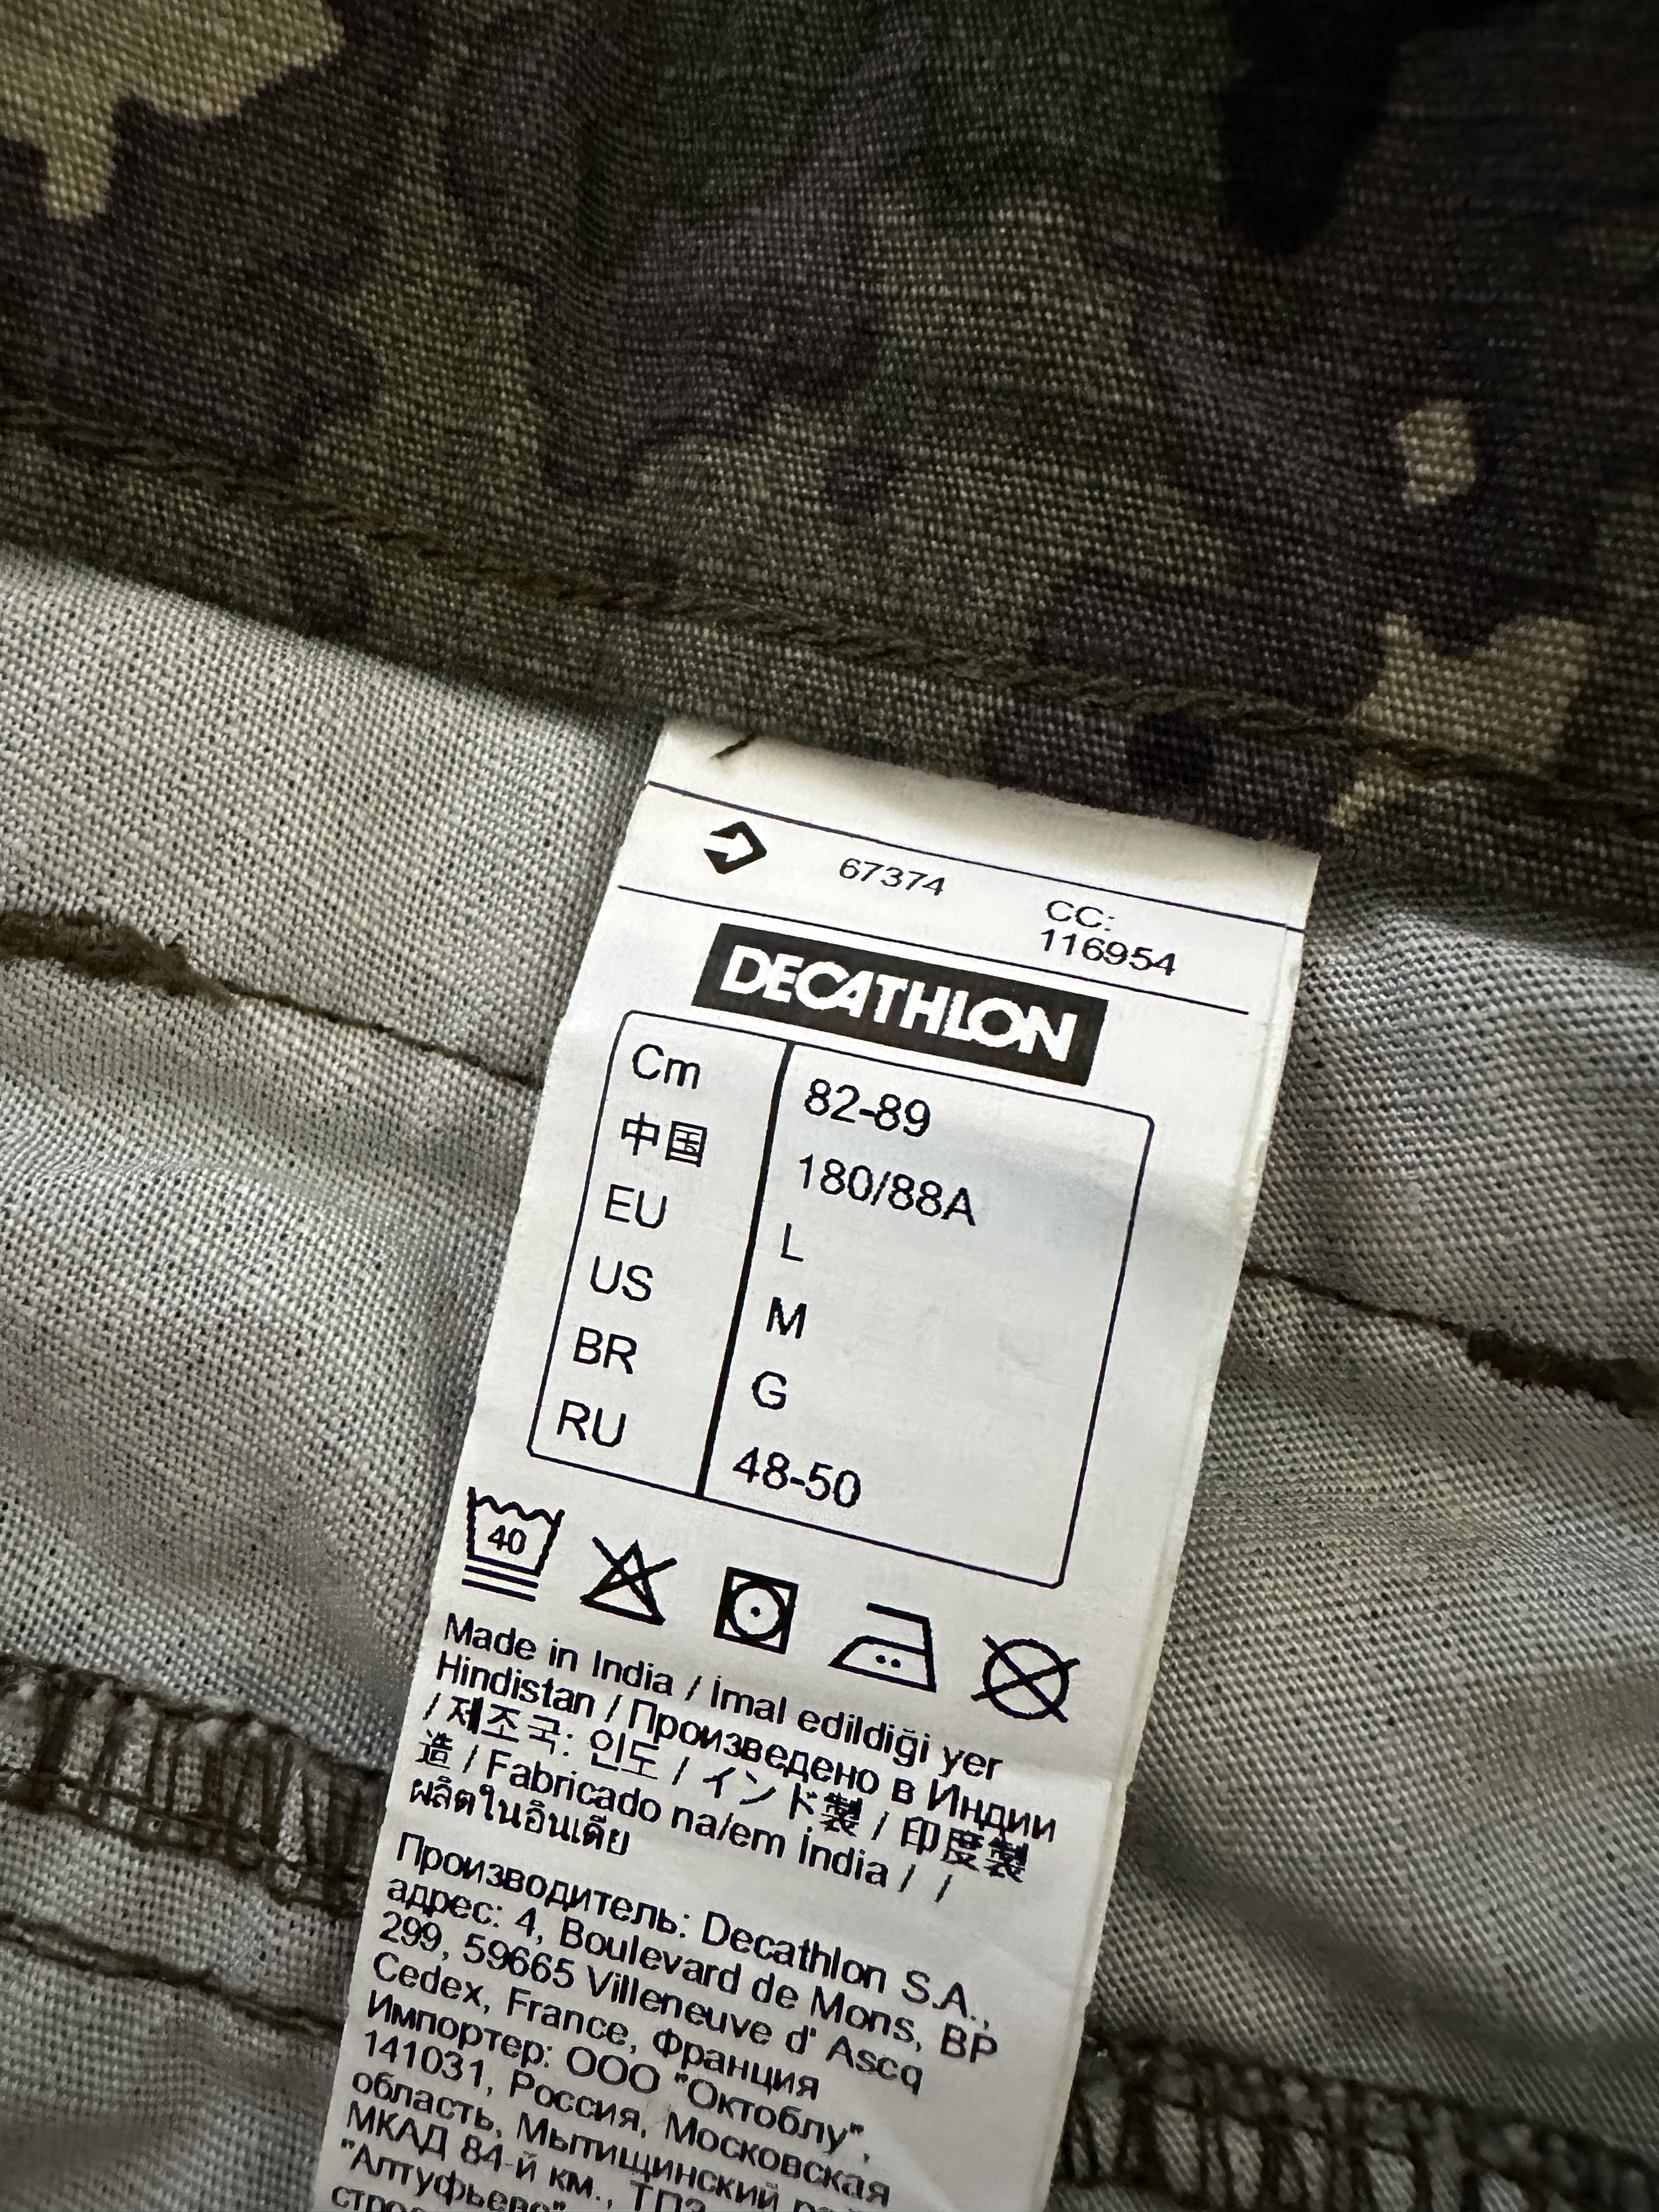 67374
CC:
116954
DECATHLON
Cm 82-89
中国 180/88A
EU L
US M
BR G
RU 48-50
40
Made in India / İmal edildiği yer
Hindistan / Произведено в Индии
/ 제조국: 인도 / インド製 / 印度製
造 / Fabricado na/em Índia / /
ผลิตในอินเดีย
Производитель: Decathlon S.A.,
адрес: 4, Boulevard de Mons, BP
299, 59665 Villeneuve d' Ascq
Cedex, France, Франция
Импортер: ООО "Октоблу",
141031, Россия, Московская
область, Мытищинский
МКАД 84-й км., ТПЗ
"Алтуфьево"